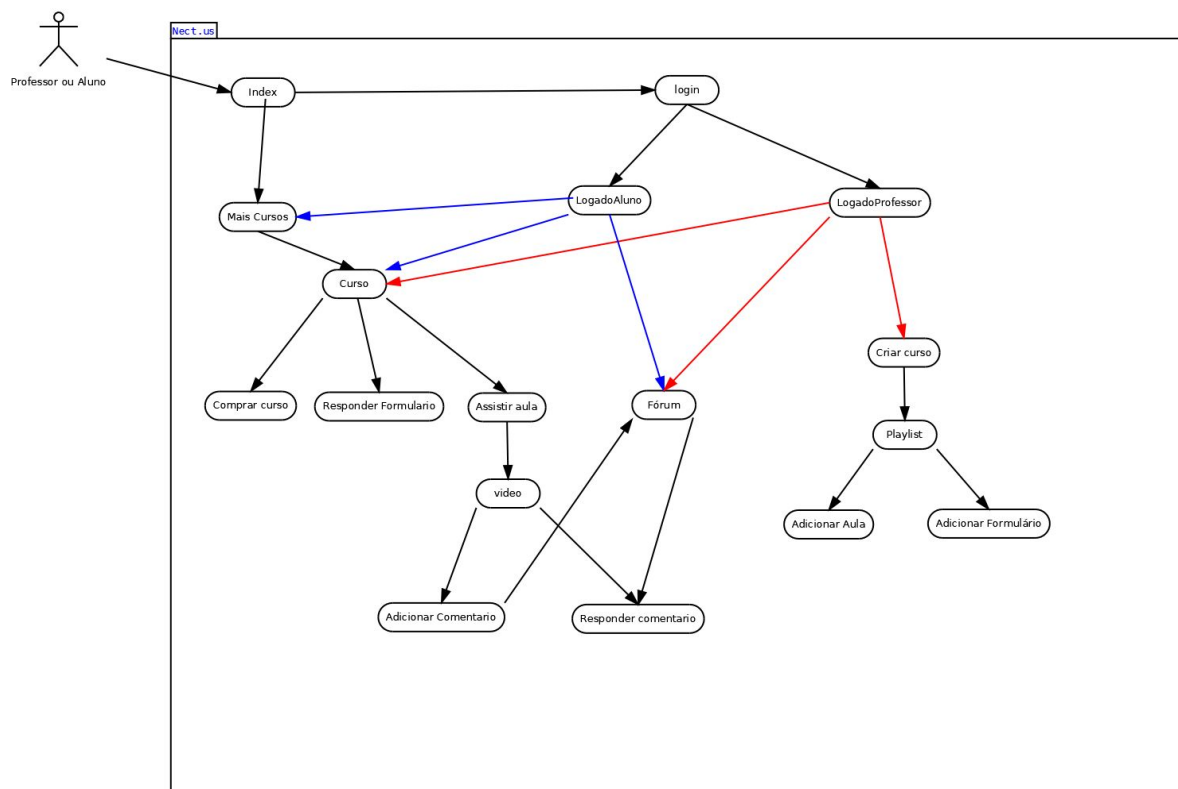 Nect.us
Professor ou Aluno
Index
login
Mais Cursos
LogadoAluno
LogadoProfessor
Curso
Criar curso
Comprar curso
Responder Formulario
Assistir aula
Fórum
Playlist
video
Adicionar Aula
Adicionar Formulário
Adicionar Comentario
Responder comentario